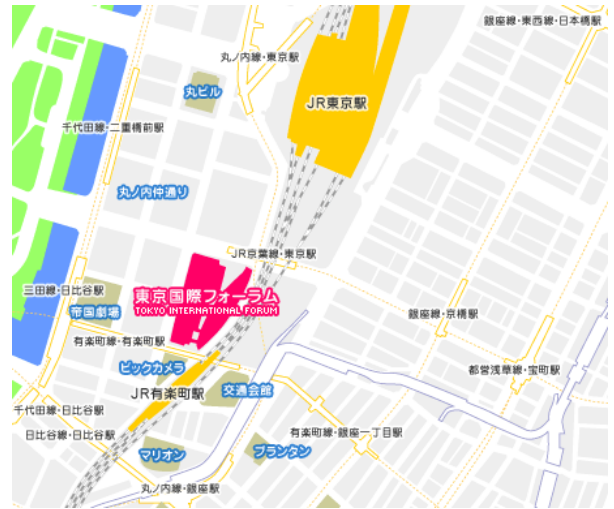 銀座線・東西線・日本橋駅
丸ノ内線・東京駅
丸ビル
JR東京駅
千代田線・二重橋前駅
丸ノ内仲通り
JR京葉線・東京駅
三田線・日比谷駅
東京国際フォーラム
TOKYO INTERNATIONAL FORUM
帝国劇場
銀座線・京橋駅
有楽町線・有楽町駅
ビックカメラ
都営浅草線・宝町駅
JR有楽町駅
交通会館
千代田線・日比谷駅
日比谷線・日比谷駅
有楽町線・銀座一丁目駅
マリオン
プランタン
丸ノ内線・銀座駅